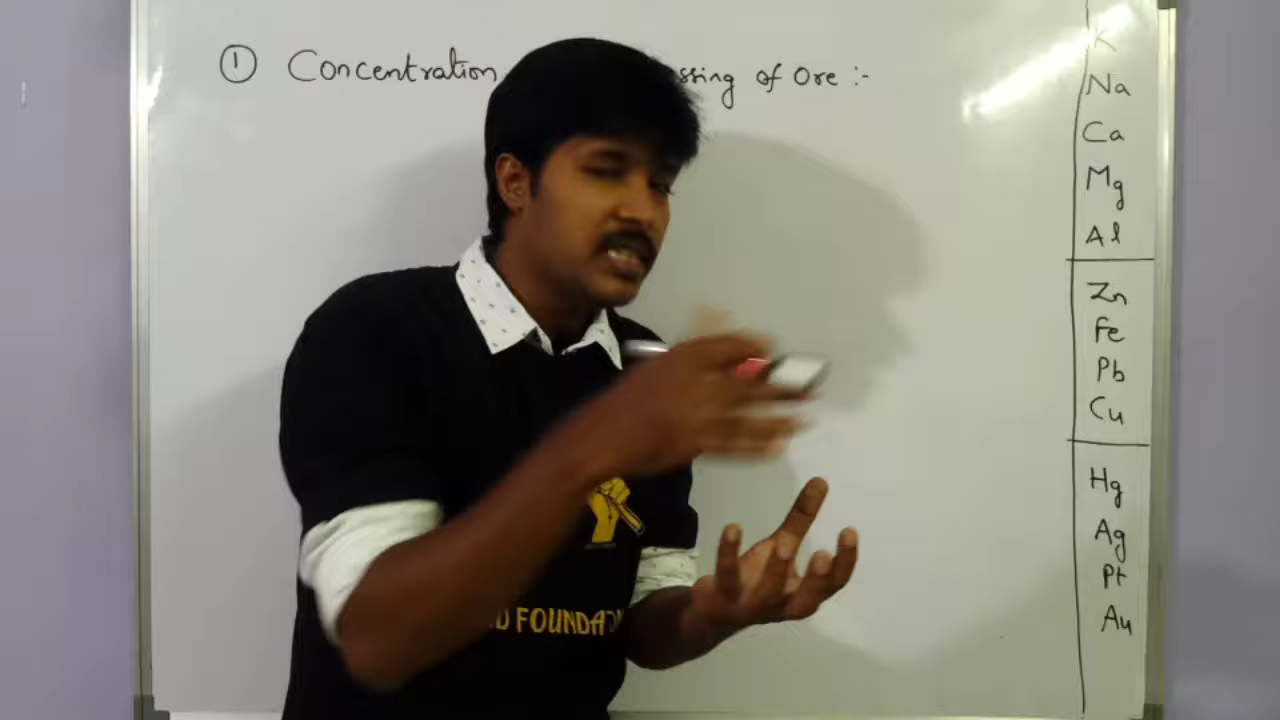 ① Concentration ssing of Ore :-
K
Na
Ca
Mg
Al
Zn
Fe
Pb
Cu
Hg
Ag
Pt
Au
D FOUNDA